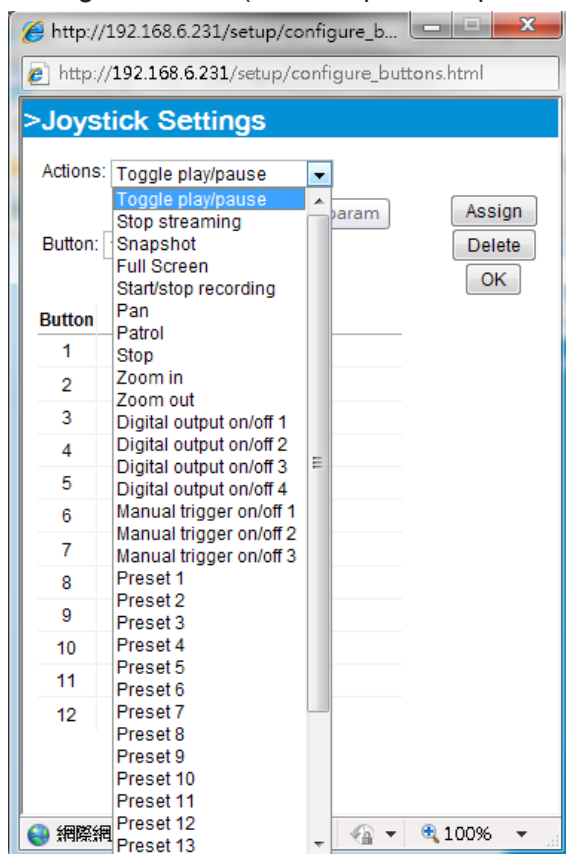 http://192.168.6.231/setup/config​ure_b...
http://192.168.6.231/setup/configure_buttons.html
>Joystick Settings
Actions: Toggle play/pause
Toggle play/pause
param
Assign
Stop streaming
Button:
Snapshot
Delete
Full Screen
OK
Start/stop recording
Button
Pan
Patrol
1
Stop
2
Zoom in
Zoom out
3
Digital output on/off 1
4
Digital output on/off 2
Digital output on/off 3
5
Digital output on/off 4
6
Manual trigger on/off 1
Manual trigger on/off 2
7
Manual trigger on/off 3
8
Preset 1
Preset 2
9
Preset 3
10
Preset 4
Preset 5
11
Preset 6
12
Preset 7
Preset 8
Preset 9
Preset 10
Preset 11
Preset 12
Preset 13
網際網
100%